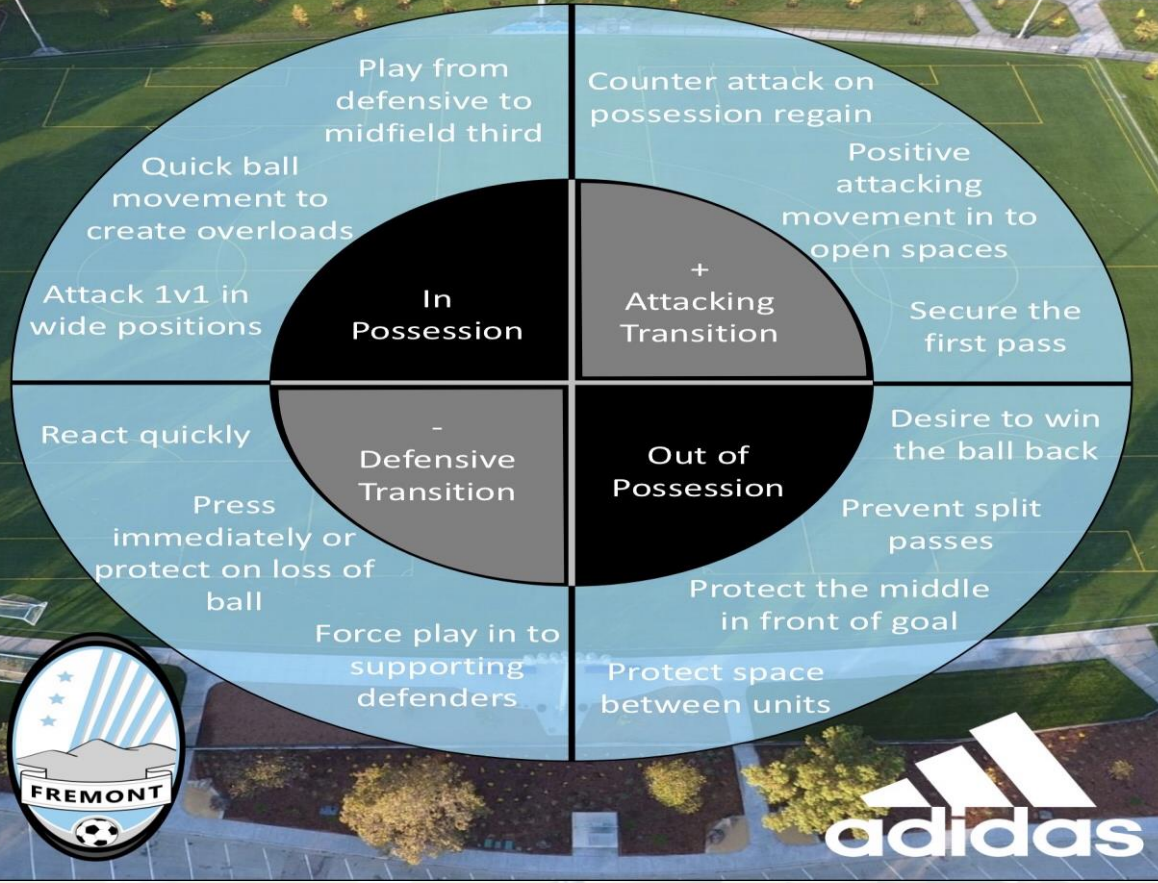 Play from
defensive to
midfield third
Quick ball
movement to
create overloads
Attack 1v1 in
wide positions
In
Possession
Counter attack on
possession regain
Positive
attacking
movement in to
open spaces
Secure the
first pass
+
Attacking
Transition
React quickly
Press
immediately or
protect on loss of
ball
Force play in to
supporting
defenders
-
Defensive
Transition
Desire to win
the ball back
Prevent split
passes
Protect the middle
in front of goal
Protect space
between units
Out of
Possession
FREMONT
adidas